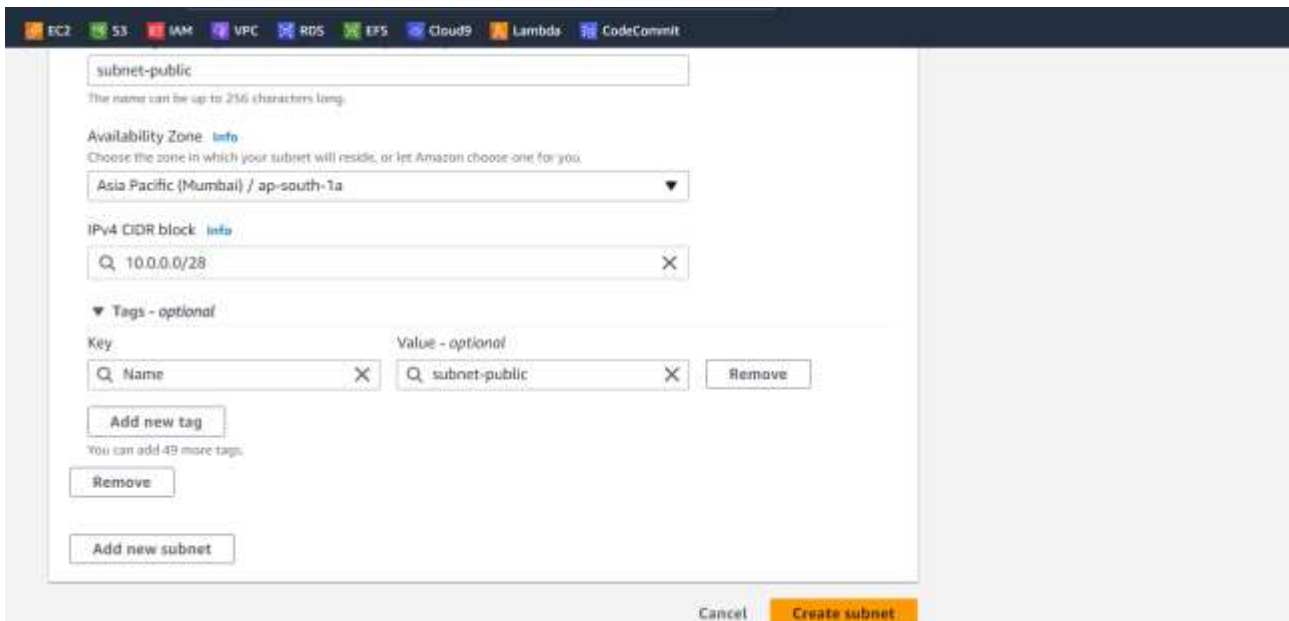 EC2 S3 IAM VPC RDS EFS Cloud9 Lambda CodeCommit
subnet-public
The name can be up to 256 characters long.
Availability Zone Info
Choose the zone in which your subnet will reside, or let Amazon choose one for you.
Asia Pacific (Mumbai) / ap-south-1a
IPv4 CIDR block Info
10.0.0.0/28
Tags - optional
Key Value - optional
Name subnet-public Remove
Add new tag
You can add 49 more tags.
Remove
Add new subnet
Cancel Create subnet